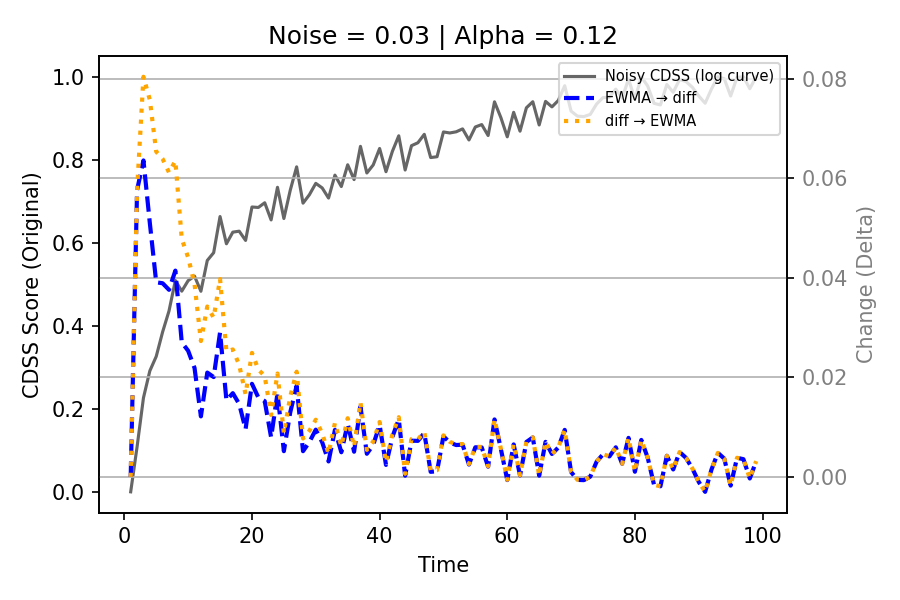 Noise = 0.03 | Alpha = 0.12
Noisy CDSS (log curve)
EWMA → diff
diff → EWMA
CDSS Score (Original)
1.0
0.8
0.6
0.4
0.2
0.0
0.08
0.06
0.04
0.02
0.00
Change (Delta)
0 20 40 60 80 100
Time